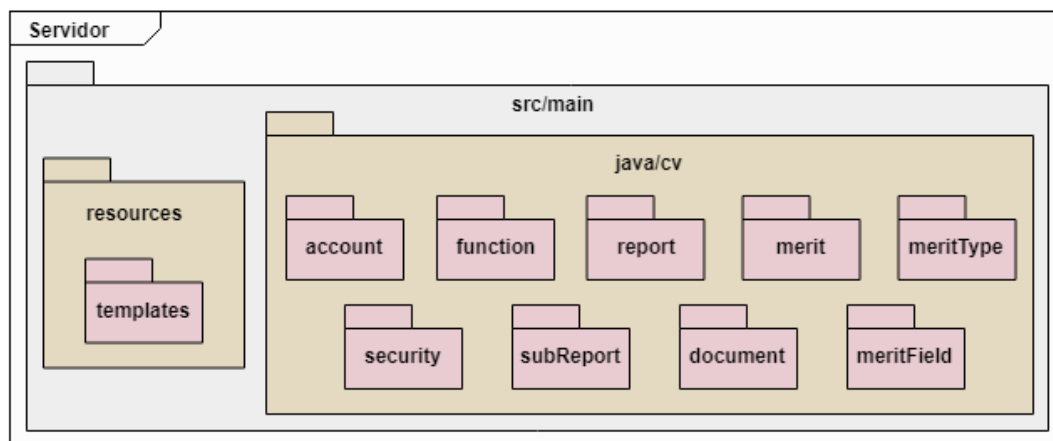 Servidor
src/main
java/cv
resources
templates
account
function
report
merit
meritType
security
subReport
document
meritField